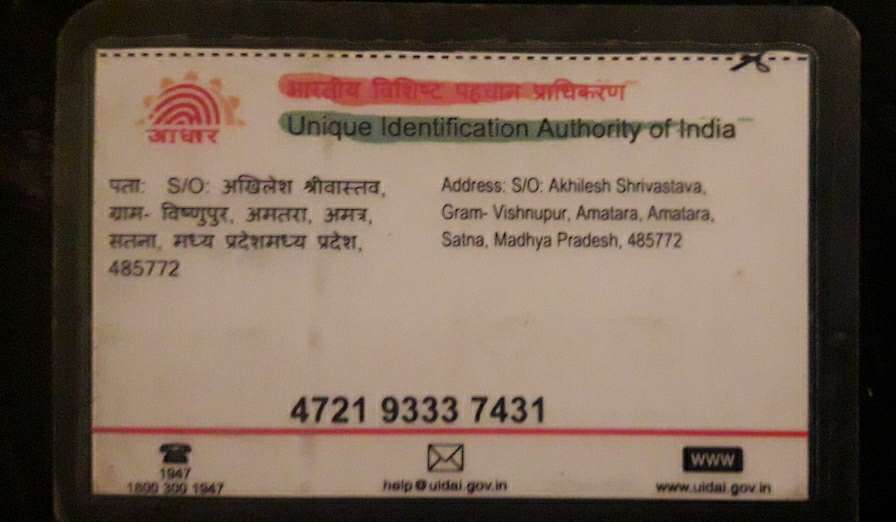 भारतीय विशिष्ट पहचान प्राधिकरण
Unique Identification Authority of India
आधार
पता: S/O: अखिलेश श्रीवास्तव,
ग्राम- विष्णुपुर, अमतरा, अमत्र,
सतना, मध्य प्रदेशमध्य प्रदेश,
485772
Address: S/O: Akhilesh Shrivastava,
Gram- Vishnupur, Amatara, Amatara,
Satna, Madhya Pradesh, 485772
4721 9333 7431
1947
1800 300 1947
help@uidai.gov.in
WWW
www.uidai.gov.in